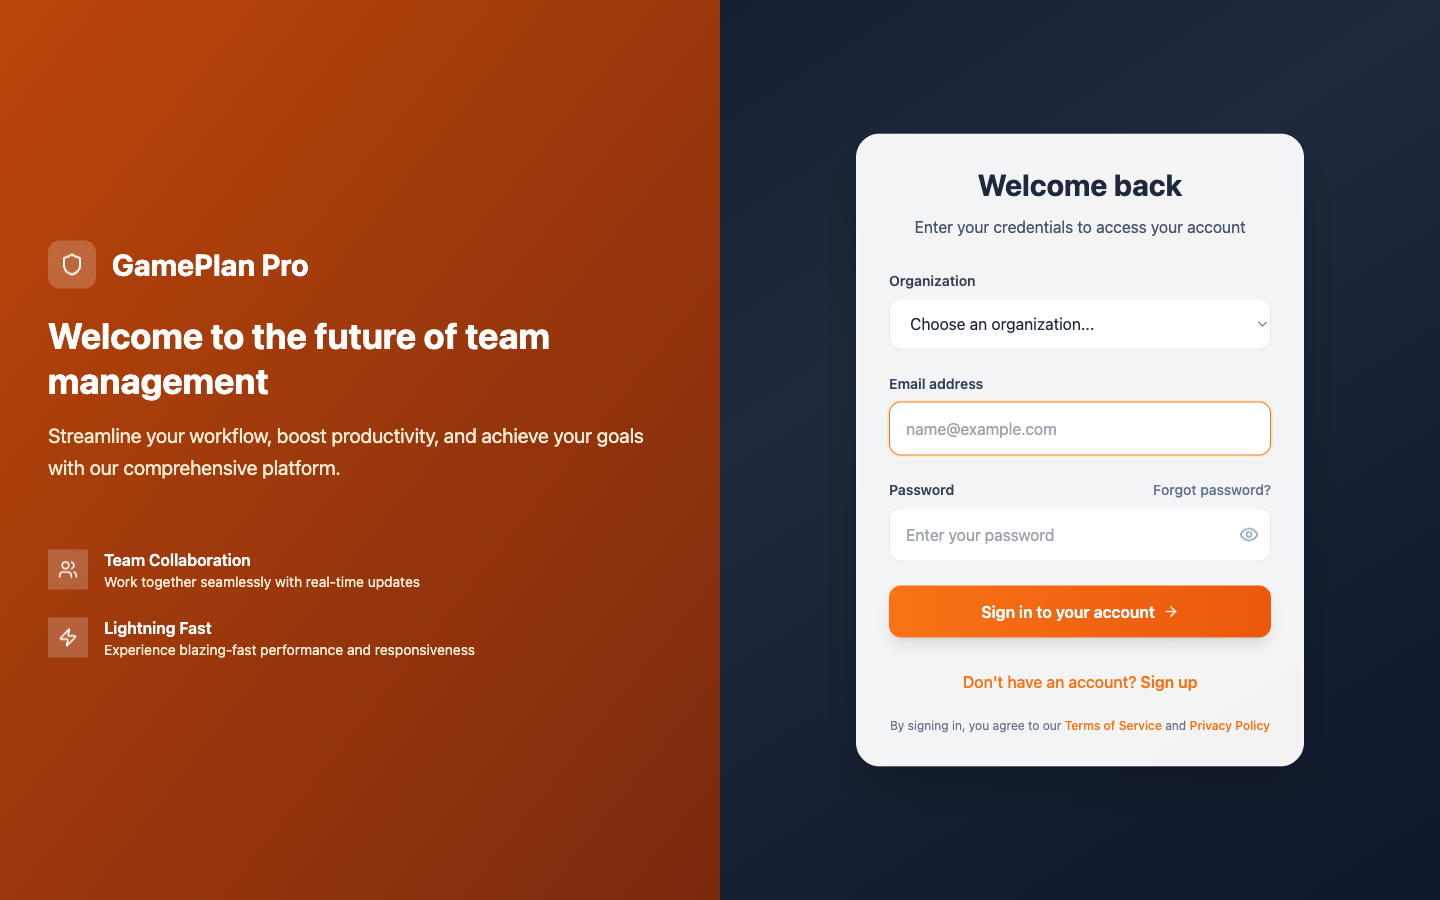 GamePlan Pro
Welcome to the future of team
management
Streamline your workflow, boost productivity, and achieve your goals
with our comprehensive platform.
Team Collaboration
Work together seamlessly with real-time updates
Lightning Fast
Experience blazing-fast performance and responsiveness
Welcome back
Enter your credentials to access your account
Organization
Choose an organization...
Email address
name@example.com
Password Forgot password?
Enter your password
Sign in to your account
Don't have an account? Sign up
By signing in, you agree to our Terms of Service and Privacy Policy